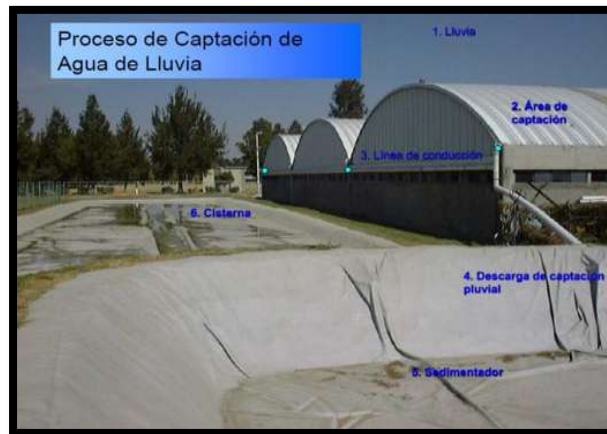 Proceso de Captación de
Agua de Lluvia
1. Lluvia
2. Área de
captación
3. Línea de conducción
6. Cisterna
4. Descarga de captación
pluvial
5. Sedimentador